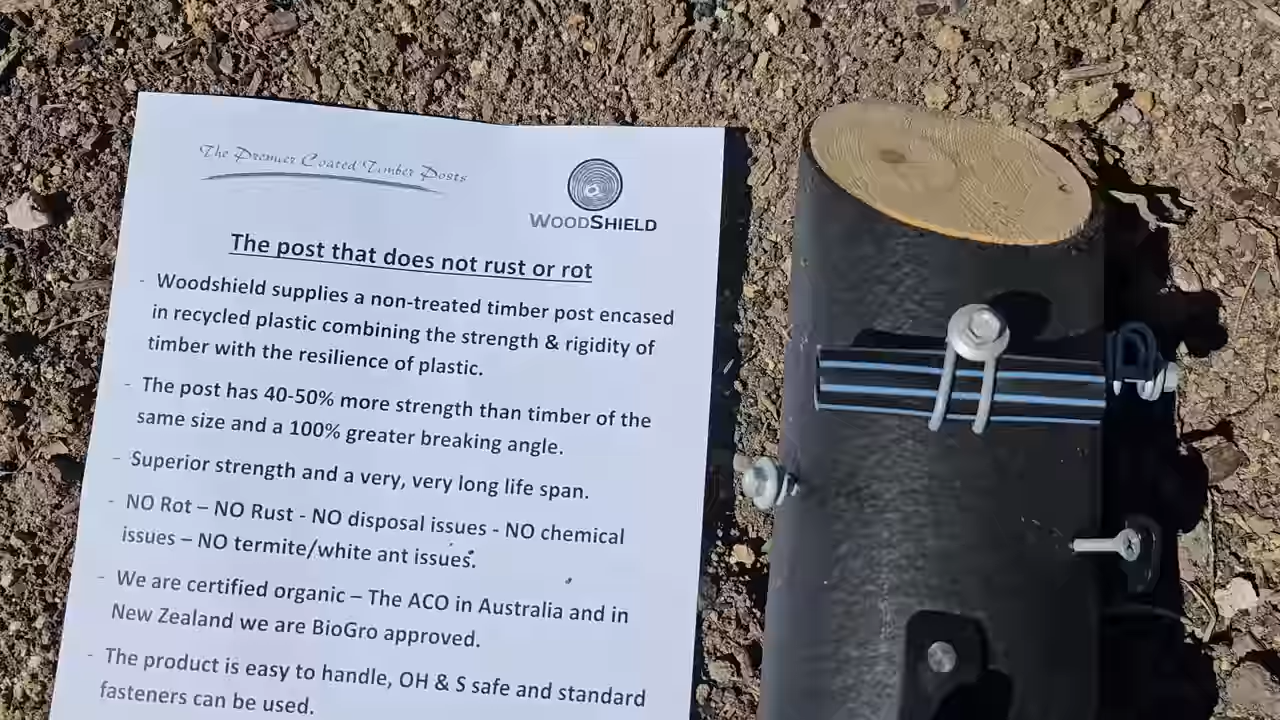 The Premier Coated Timber Posts
WOODSHIELD
The post that does not rust or rot
- Woodshield supplies a non-treated timber post encased
in recycled plastic combining the strength & rigidity of
timber with the resilience of plastic.
- The post has 40-50% more strength than timber of the
same size and a 100% greater breaking angle.
- Superior strength and a very, very long life span.
- NO Rot – NO Rust - NO disposal issues - NO chemical
issues – NO termite/white ant issues.
- We are certified organic – The ACO in Australia and in
New Zealand we are BioGro approved.
- The product is easy to handle, OH & S safe and standard
fasteners can be used.